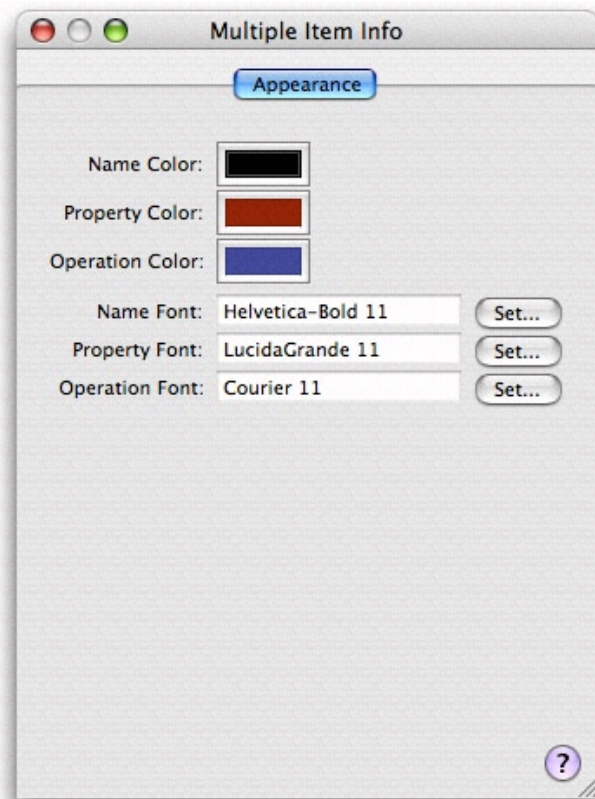 Multiple Item Info
Appearance
Name Color:
Property Color:
Operation Color:
Name Font: Helvetica-Bold 11 Set...
Property Font: LucidaGrande 11 Set...
Operation Font: Courier 11 Set...
?